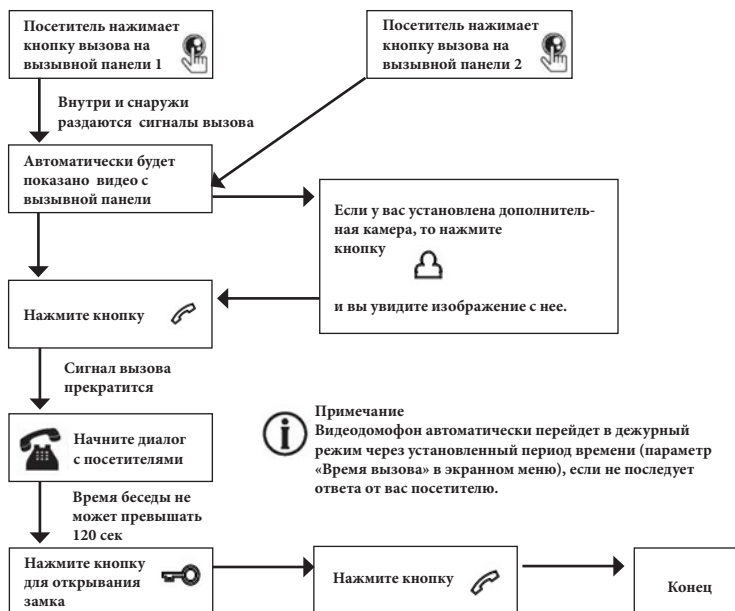 Посетитель нажимает
кнопку вызова на
вызывной панели 1
Посетитель нажимает
кнопку вызова на
вызывной панели 2
Внутри и снаружи
раздаются сигналы вызова
Автоматически будет
показано видео с
вызывной панели
Если у вас установлена дополнитель-
ная камера, то нажмите
кнопку
и вы увидите изображение с нее.
Нажмите кнопку
Сигнал вызова
прекратится
Начните диалог
с посетителями
Примечание
Видеодомофон автоматически перейдет в дежурный
режим через установленный период времени (параметр
«Время вызова» в экранном меню), если не последует
ответа от вас посетителю.
Время беседы не
может превышать
120 сек
Нажмите кнопку
для открывания
замка
Нажмите кнопку
Конец